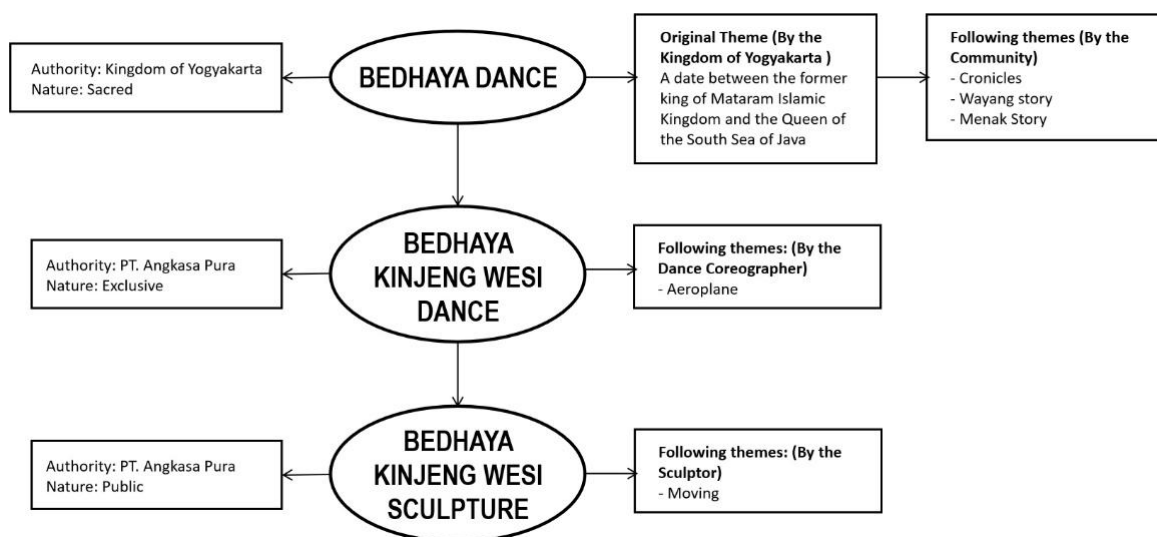 Authority: Kingdom of Yogyakarta
Nature: Sacred
BEDHAYA DANCE
Original Theme (By the
Kingdom of Yogyakarta )
A date between the former
king of Mataram Islamic
Kingdom and the Queen of
the South Sea of Java
Following themes (By the
Community)
- Cronicles
- Wayang story
- Menak Story
Authority: PT. Angkasa Pura
Nature: Exclusive
BEDHAYA
KINJENG WESI
DANCE
Following themes: (By the
Dance Coreographer)
- Aeroplane
Authority: PT. Angkasa Pura
Nature: Public
BEDHAYA
KINJENG WESI
SCULPTURE
Following themes: (By the
Sculptor)
- Moving